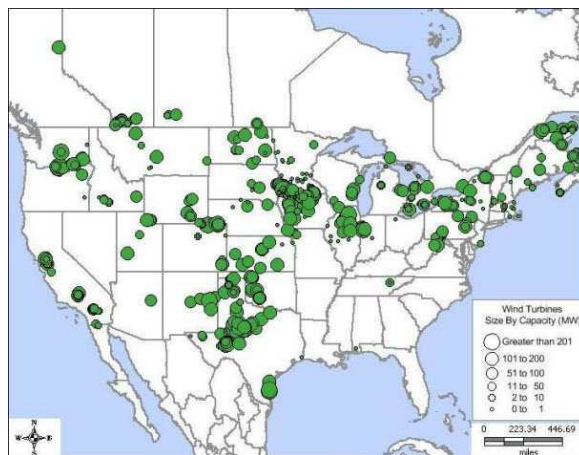 Wind Turbines
Size By Capacity (MW)
Greater than 201
101 to 200
51 to 100
11 to 50
2 to 10
0 to 1
N
W E
S
0 223.34 446.69
miles